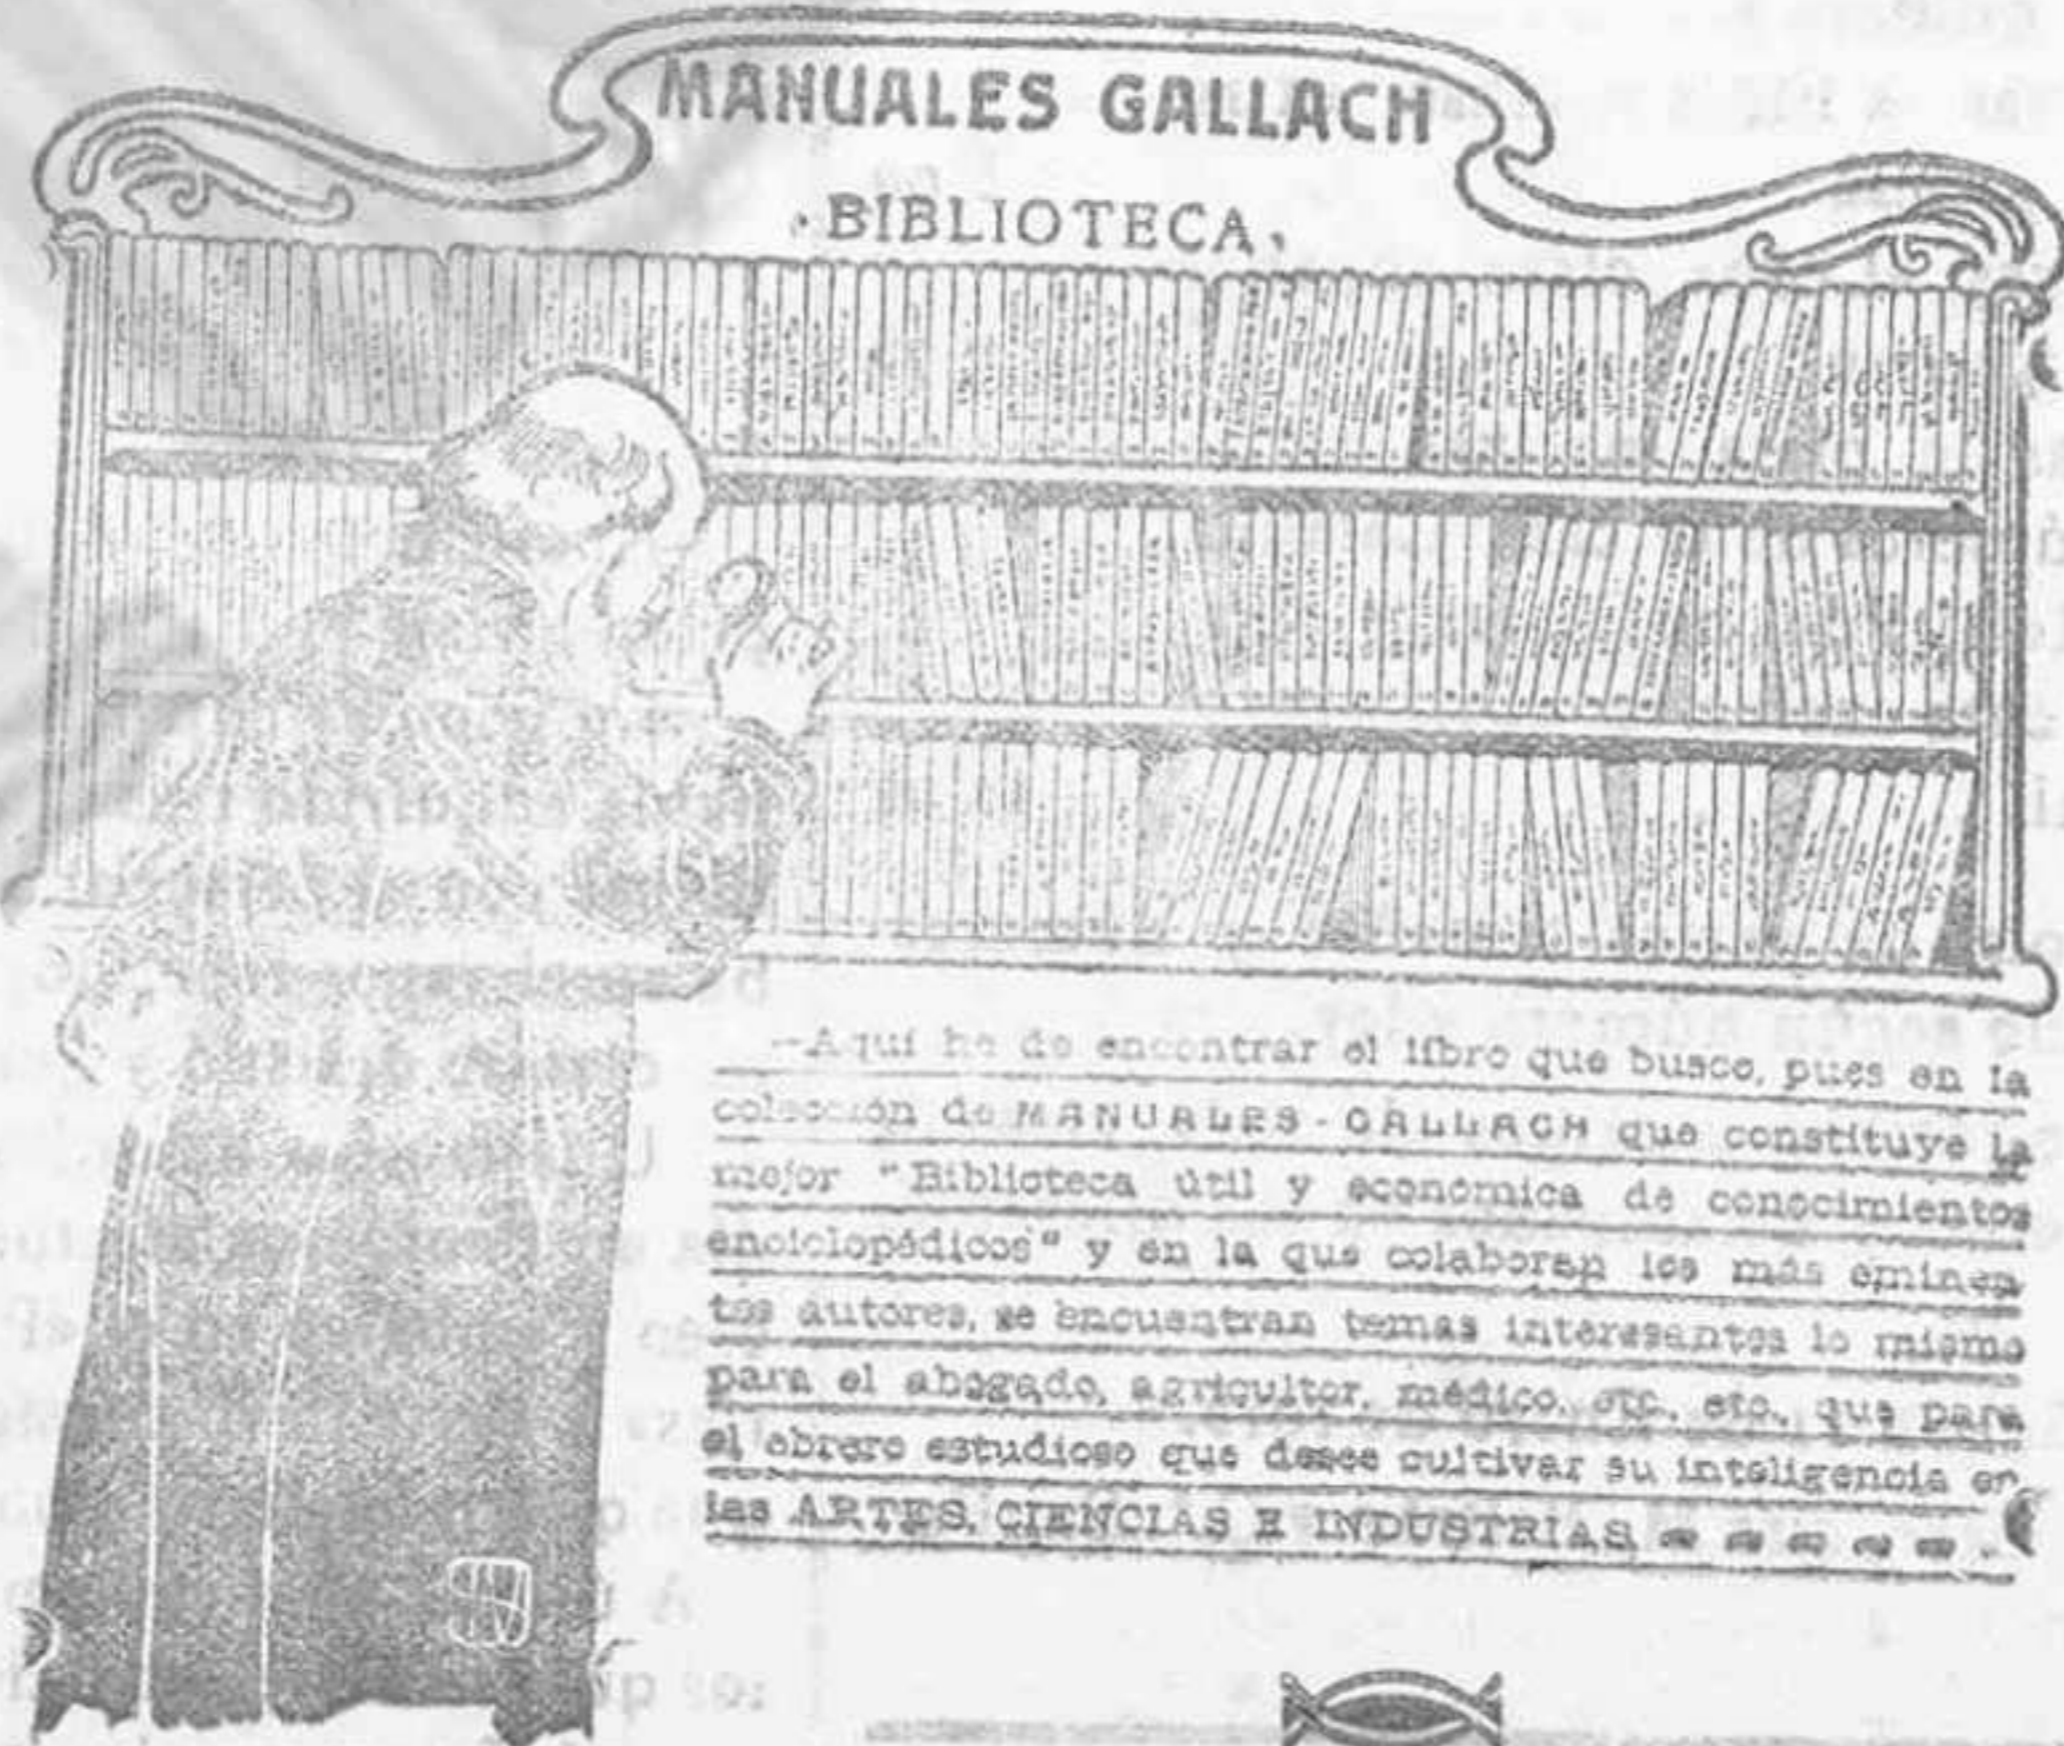 MANUALES GALLACH
·BIBLIOTECA·
—Aquí he de encontrar el libro que busco, pues en la
colección de MANUALES-GALLACH que constituye la
mejor "Biblioteca útil y económica de conocimientos
enciclopédicos" y en la que colaboran los más eminen
tes autores, se encuentran temas interesantes lo mismo
para el abogado, agricultor, médico, etc., etc., que para
el obrero estudioso que desee cultivar su inteligencia en
las ARTES, CIENCIAS E INDUSTRIAS